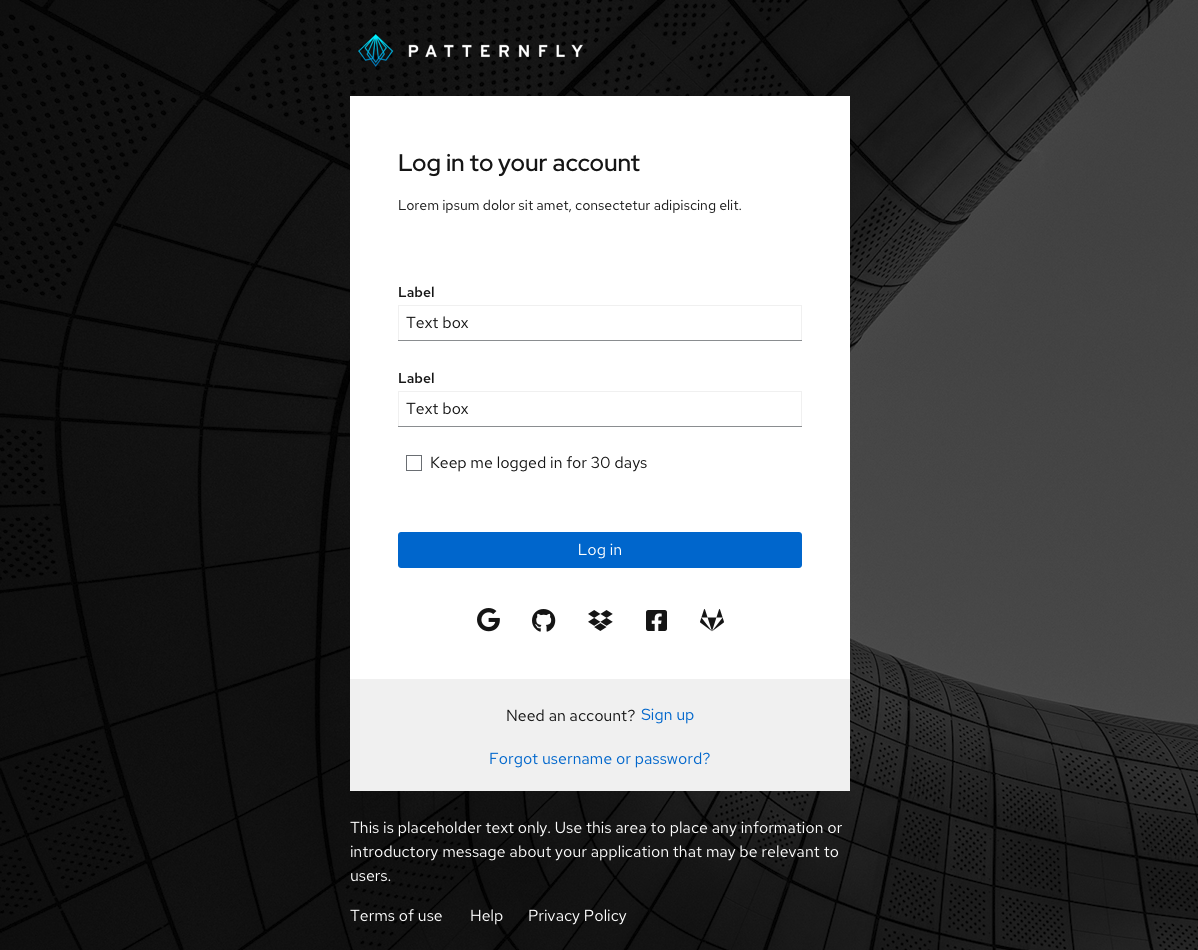 PATTERNFLY
Log in to your account
Lorem ipsum dolor sit amet, consectetur adipiscing elit.
Label
Text box
Label
Text box
Keep me logged in for 30 days
Log in
Need an account? Sign up
Forgot username or password?
This is placeholder text only. Use this area to place any information or
introductory message about your application that may be relevant to
users.
Terms of use Help Privacy Policy